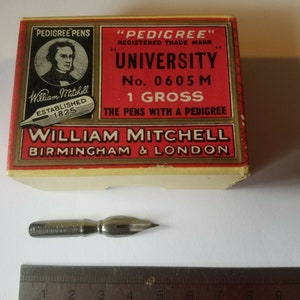 "PEDIGREE" PENS
William Mitchell
ESTABLISHED
1825
"PEDIGREE"
REGISTERED TRADE MARK
"UNIVERSITY"
No. 0605 M
1 GROSS
THE PENS WITH A PEDIGREE
WILLIAM MITCHELL
BIRMINGHAM & LONDON